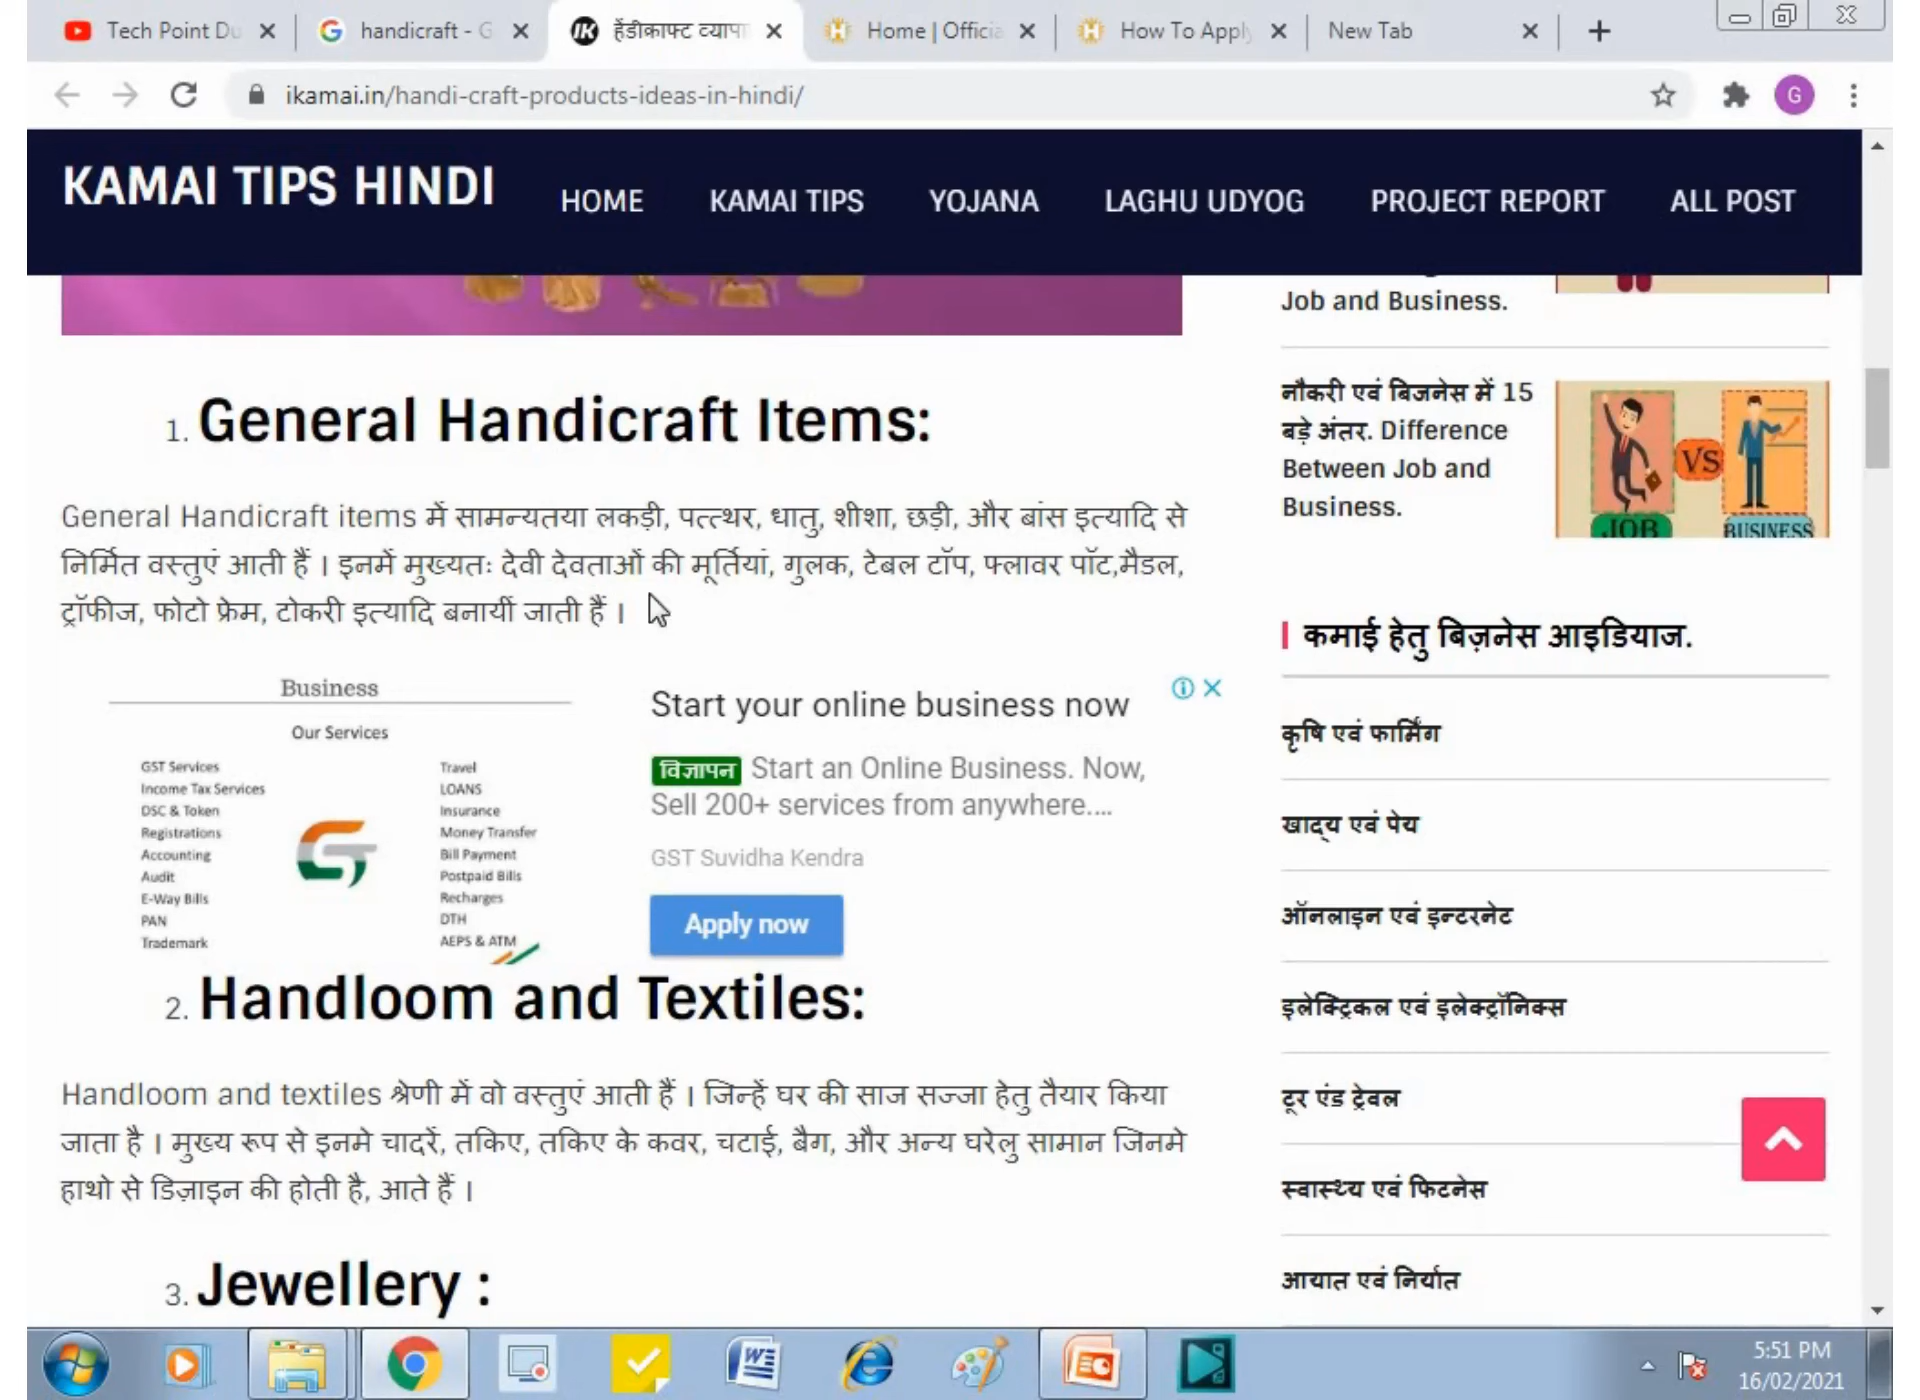 Tech Point Du
handicraft - G
हैंडीक्राफ्ट व्यापा
Home | Officia
How To Apply
New Tab
ikamai.in/handi-craft-products-ideas-in-hindi/
G
KAMAI TIPS HINDI
HOME
KAMAI TIPS
YOJANA
LAGHU UDYOG
PROJECT REPORT
ALL POST
1. General Handicraft Items:
General Handicraft items में सामन्यतया लकड़ी, पत्त्थर, धातु, शीशा, छड़ी, और बांस इत्यादि से
निर्मित वस्तुएं आती हैं । इनमें मुख्यतः देवी देवताओं की मूर्तियां, गुलक, टेबल टॉप, फ्लावर पॉट,मैडल,
ट्रॉफीज, फोटो फ्रेम, टोकरी इत्यादि बनायीं जाती हैं ।
Business
Our Services
GST Services
Income Tax Services
DSC & Token
Registrations
Accounting
Audit
E-Way Bills
PAN
Trademark
Travel
LOANS
Insurance
Money Transfer
Bill Payment
Postpaid Bills
Recharges
DTH
AEPS & ATM
Start your online business now
विज्ञापन Start an Online Business. Now,
Sell 200+ services from anywhere....
GST Suvidha Kendra
Apply now
2. Handloom and Textiles:
Handloom and textiles श्रेणी में वो वस्तुएं आती हैं । जिन्हें घर की साज सज्जा हेतु तैयार किया
जाता है । मुख्य रूप से इनमे चादरें, तकिए, तकिए के कवर, चटाई, बैग, और अन्य घरेलु सामान जिनमे
हाथो से डिज़ाइन की होती है, आते हैं ।
3. Jewellery :
Job and Business.
नौकरी एवं बिजनेस में 15
बड़े अंतर. Difference
Between Job and
Business.
VS
JOB
BUSINESS
कमाई हेतु बिज़नेस आइडियाज.
कृषि एवं फार्मिंग
खाद्य एवं पेय
ऑनलाइन एवं इन्टरनेट
इलेक्ट्रिकल एवं इलेक्ट्रॉनिक्स
टूर एंड ट्रेवल
स्वास्थ्य एवं फिटनेस
आयात एवं निर्यात
5:51 PM
16/02/2021